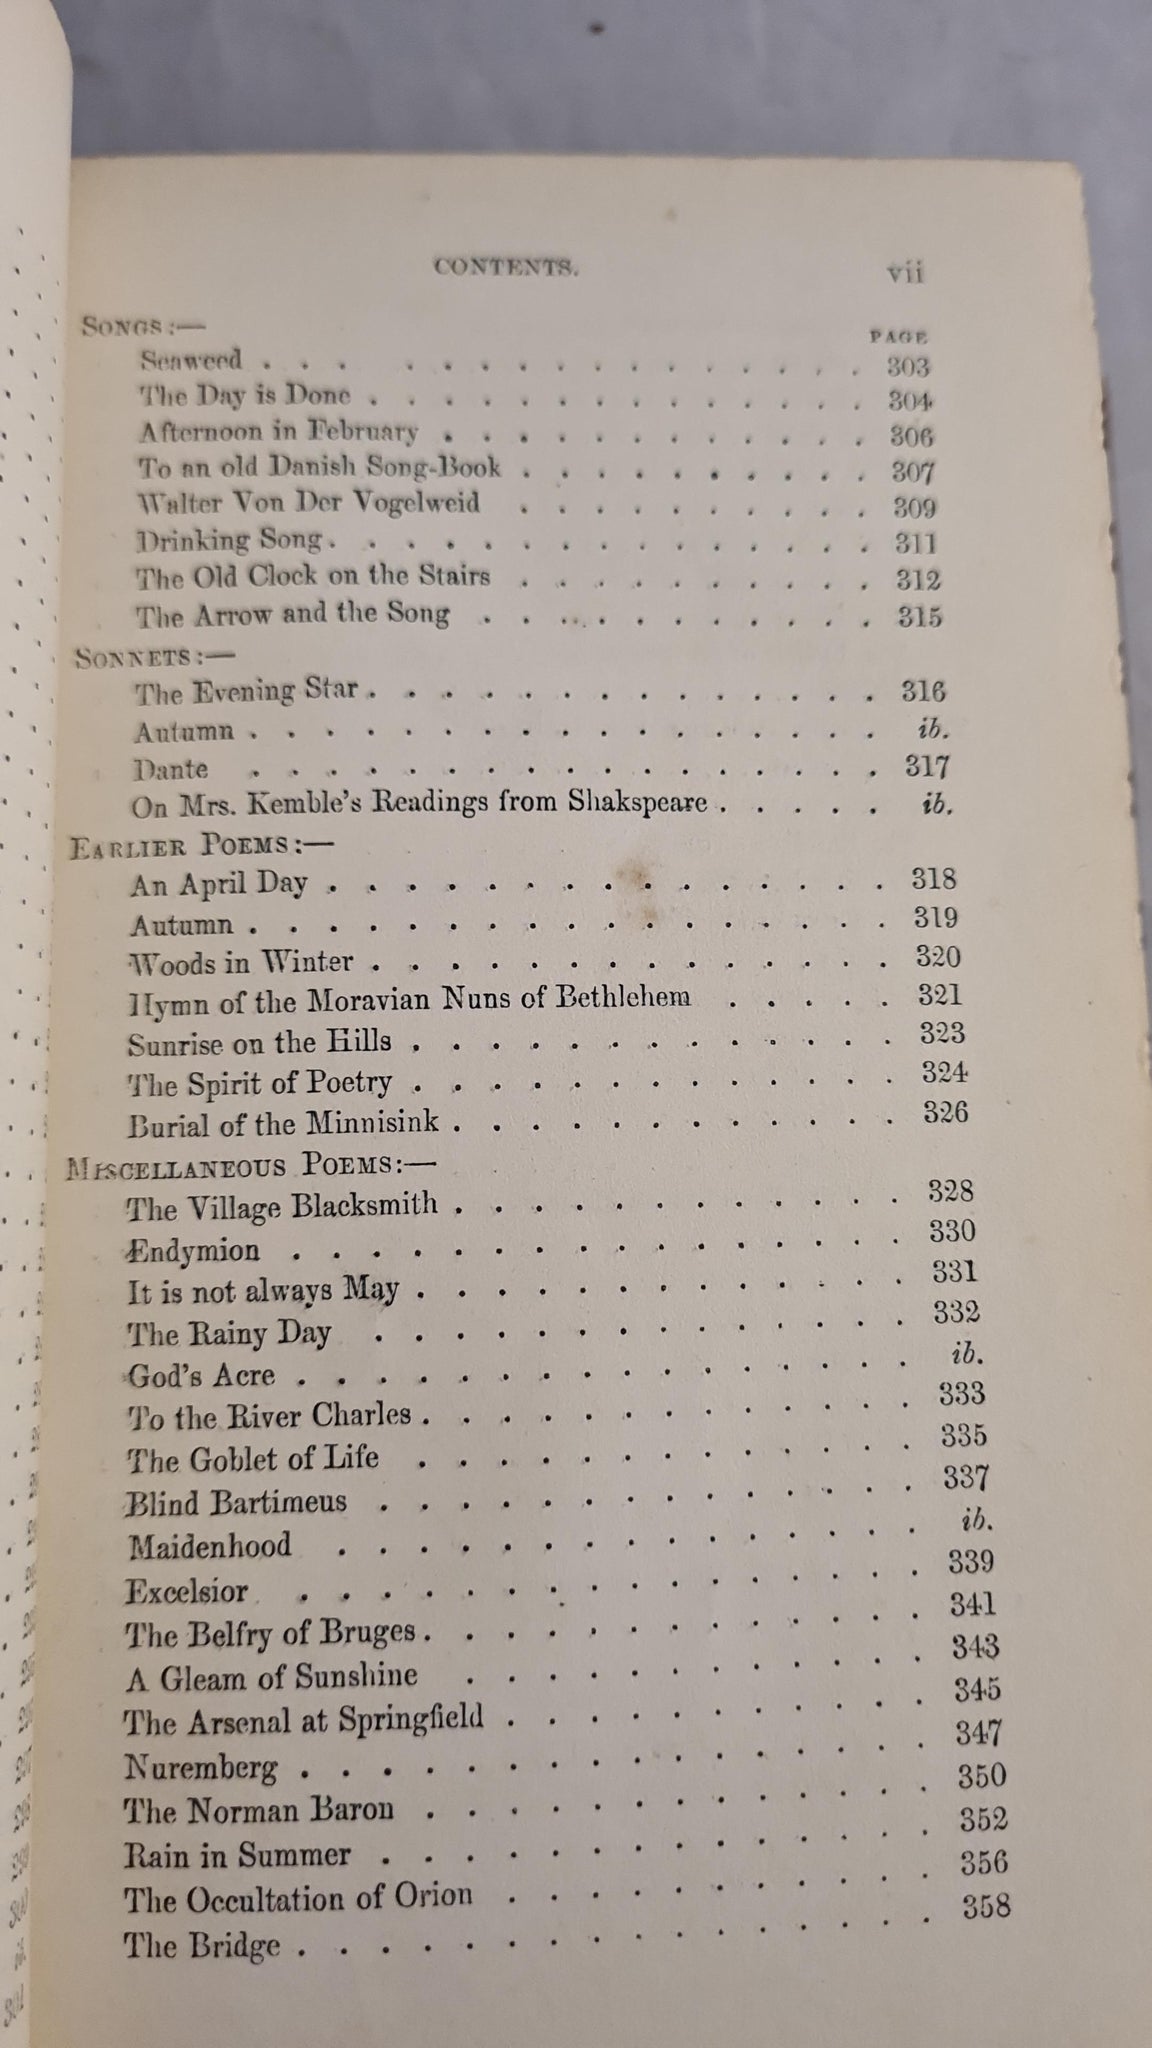 CONTENTS. vii
SONGS:—
PAGE
Seaweed . . . . . . . . . . . . . . . 303
The Day is Done . . . . . . . . . . . . . 304
Afternoon in February . . . . . . . . . . . . 306
To an old Danish Song-Book . . . . . . . . . . 307
Walter Von Der Vogelweid . . . . . . . . . . 309
Drinking Song . . . . . . . . . . . . . . 311
The Old Clock on the Stairs . . . . . . . . . . 312
The Arrow and the Song . . . . . . . . . . . 315
SONNETS:—
The Evening Star . . . . . . . . . . . . . . 316
Autumn . . . . . . . . . . . . . . . . . ib.
Dante . . . . . . . . . . . . . . . . . 317
On Mrs. Kemble's Readings from Shakspeare . . . . . ib.
EARLIER POEMS:—
An April Day . . . . . . . . . . . . . . . 318
Autumn . . . . . . . . . . . . . . . . . 319
Woods in Winter . . . . . . . . . . . . . . 320
Hymn of the Moravian Nuns of Bethlehem . . . . . 321
Sunrise on the Hills . . . . . . . . . . . . . 323
The Spirit of Poetry . . . . . . . . . . . . . 324
Burial of the Minnisink . . . . . . . . . . . . 326
MISCELLANEOUS POEMS:—
The Village Blacksmith . . . . . . . . . . . . 328
Endymion . . . . . . . . . . . . . . . . 330
It is not always May . . . . . . . . . . . . . 331
The Rainy Day . . . . . . . . . . . . . . 332
God's Acre . . . . . . . . . . . . . . . . ib.
To the River Charles . . . . . . . . . . . . . 333
The Goblet of Life . . . . . . . . . . . . . 335
Blind Bartimeus . . . . . . . . . . . . . . 337
Maidenhood . . . . . . . . . . . . . . . ib.
Excelsior . . . . . . . . . . . . . . . . 339
The Belfry of Bruges . . . . . . . . . . . . . 341
A Gleam of Sunshine . . . . . . . . . . . . 343
The Arsenal at Springfield . . . . . . . . . . . 345
Nuremberg . . . . . . . . . . . . . . . . 347
The Norman Baron . . . . . . . . . . . . . 350
Rain in Summer . . . . . . . . . . . . . . 352
The Occultation of Orion . . . . . . . . . . . 356
The Bridge . . . . . . . . . . . . . . . . 358